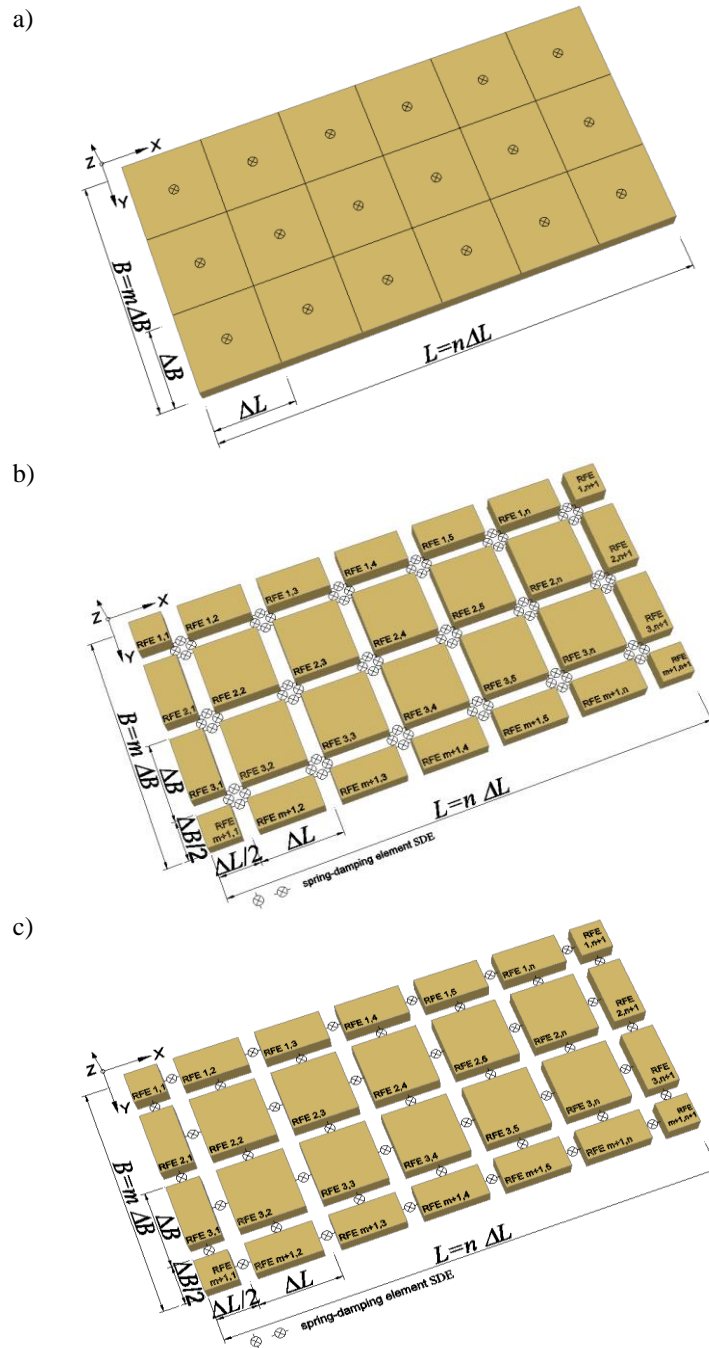 a)
Z
X
Y
B=m ΔB
ΔB
ΔL
L=nΔL
b)
Z
X
Y
RFE 1,1
RFE 1,2
RFE 1,3
RFE 1,4
RFE 1,5
RFE 1,n
RFE
1,n+1
RFE 2,1
RFE 2,2
RFE 2,3
RFE 2,4
RFE 2,5
RFE 2,n
RFE
2,n+1
RFE 3,1
RFE 3,2
RFE 3,3
RFE 3,4
RFE 3,5
RFE 3,n
RFE
3,n+1
RFE
m+1,1
RFE m+1,2
RFE m+1,3
RFE m+1,4
RFE m+1,5
RFE m+1,n
RFE
m+1,n+1
B=m ΔB
ΔB
ΔB/2
ΔL/2
ΔL
L=n ΔL
spring-damping element SDE
c)
Z
X
Y
RFE 1,1
RFE 1,2
RFE 1,3
RFE 1,4
RFE 1,5
RFE 1,n
RFE
1,n+1
RFE 2,1
RFE 2,2
RFE 2,3
RFE 2,4
RFE 2,5
RFE 2,n
RFE
2,n+1
RFE 3,1
RFE 3,2
RFE 3,3
RFE 3,4
RFE 3,5
RFE 3,n
RFE
3,n+1
RFE
m+1,1
RFE m+1,2
RFE m+1,3
RFE m+1,4
RFE m+1,5
RFE m+1,n
RFE
m+1,n+1
B=m ΔB
ΔB
ΔB/2
ΔL/2
ΔL
L=n ΔL
spring-damping element SDE